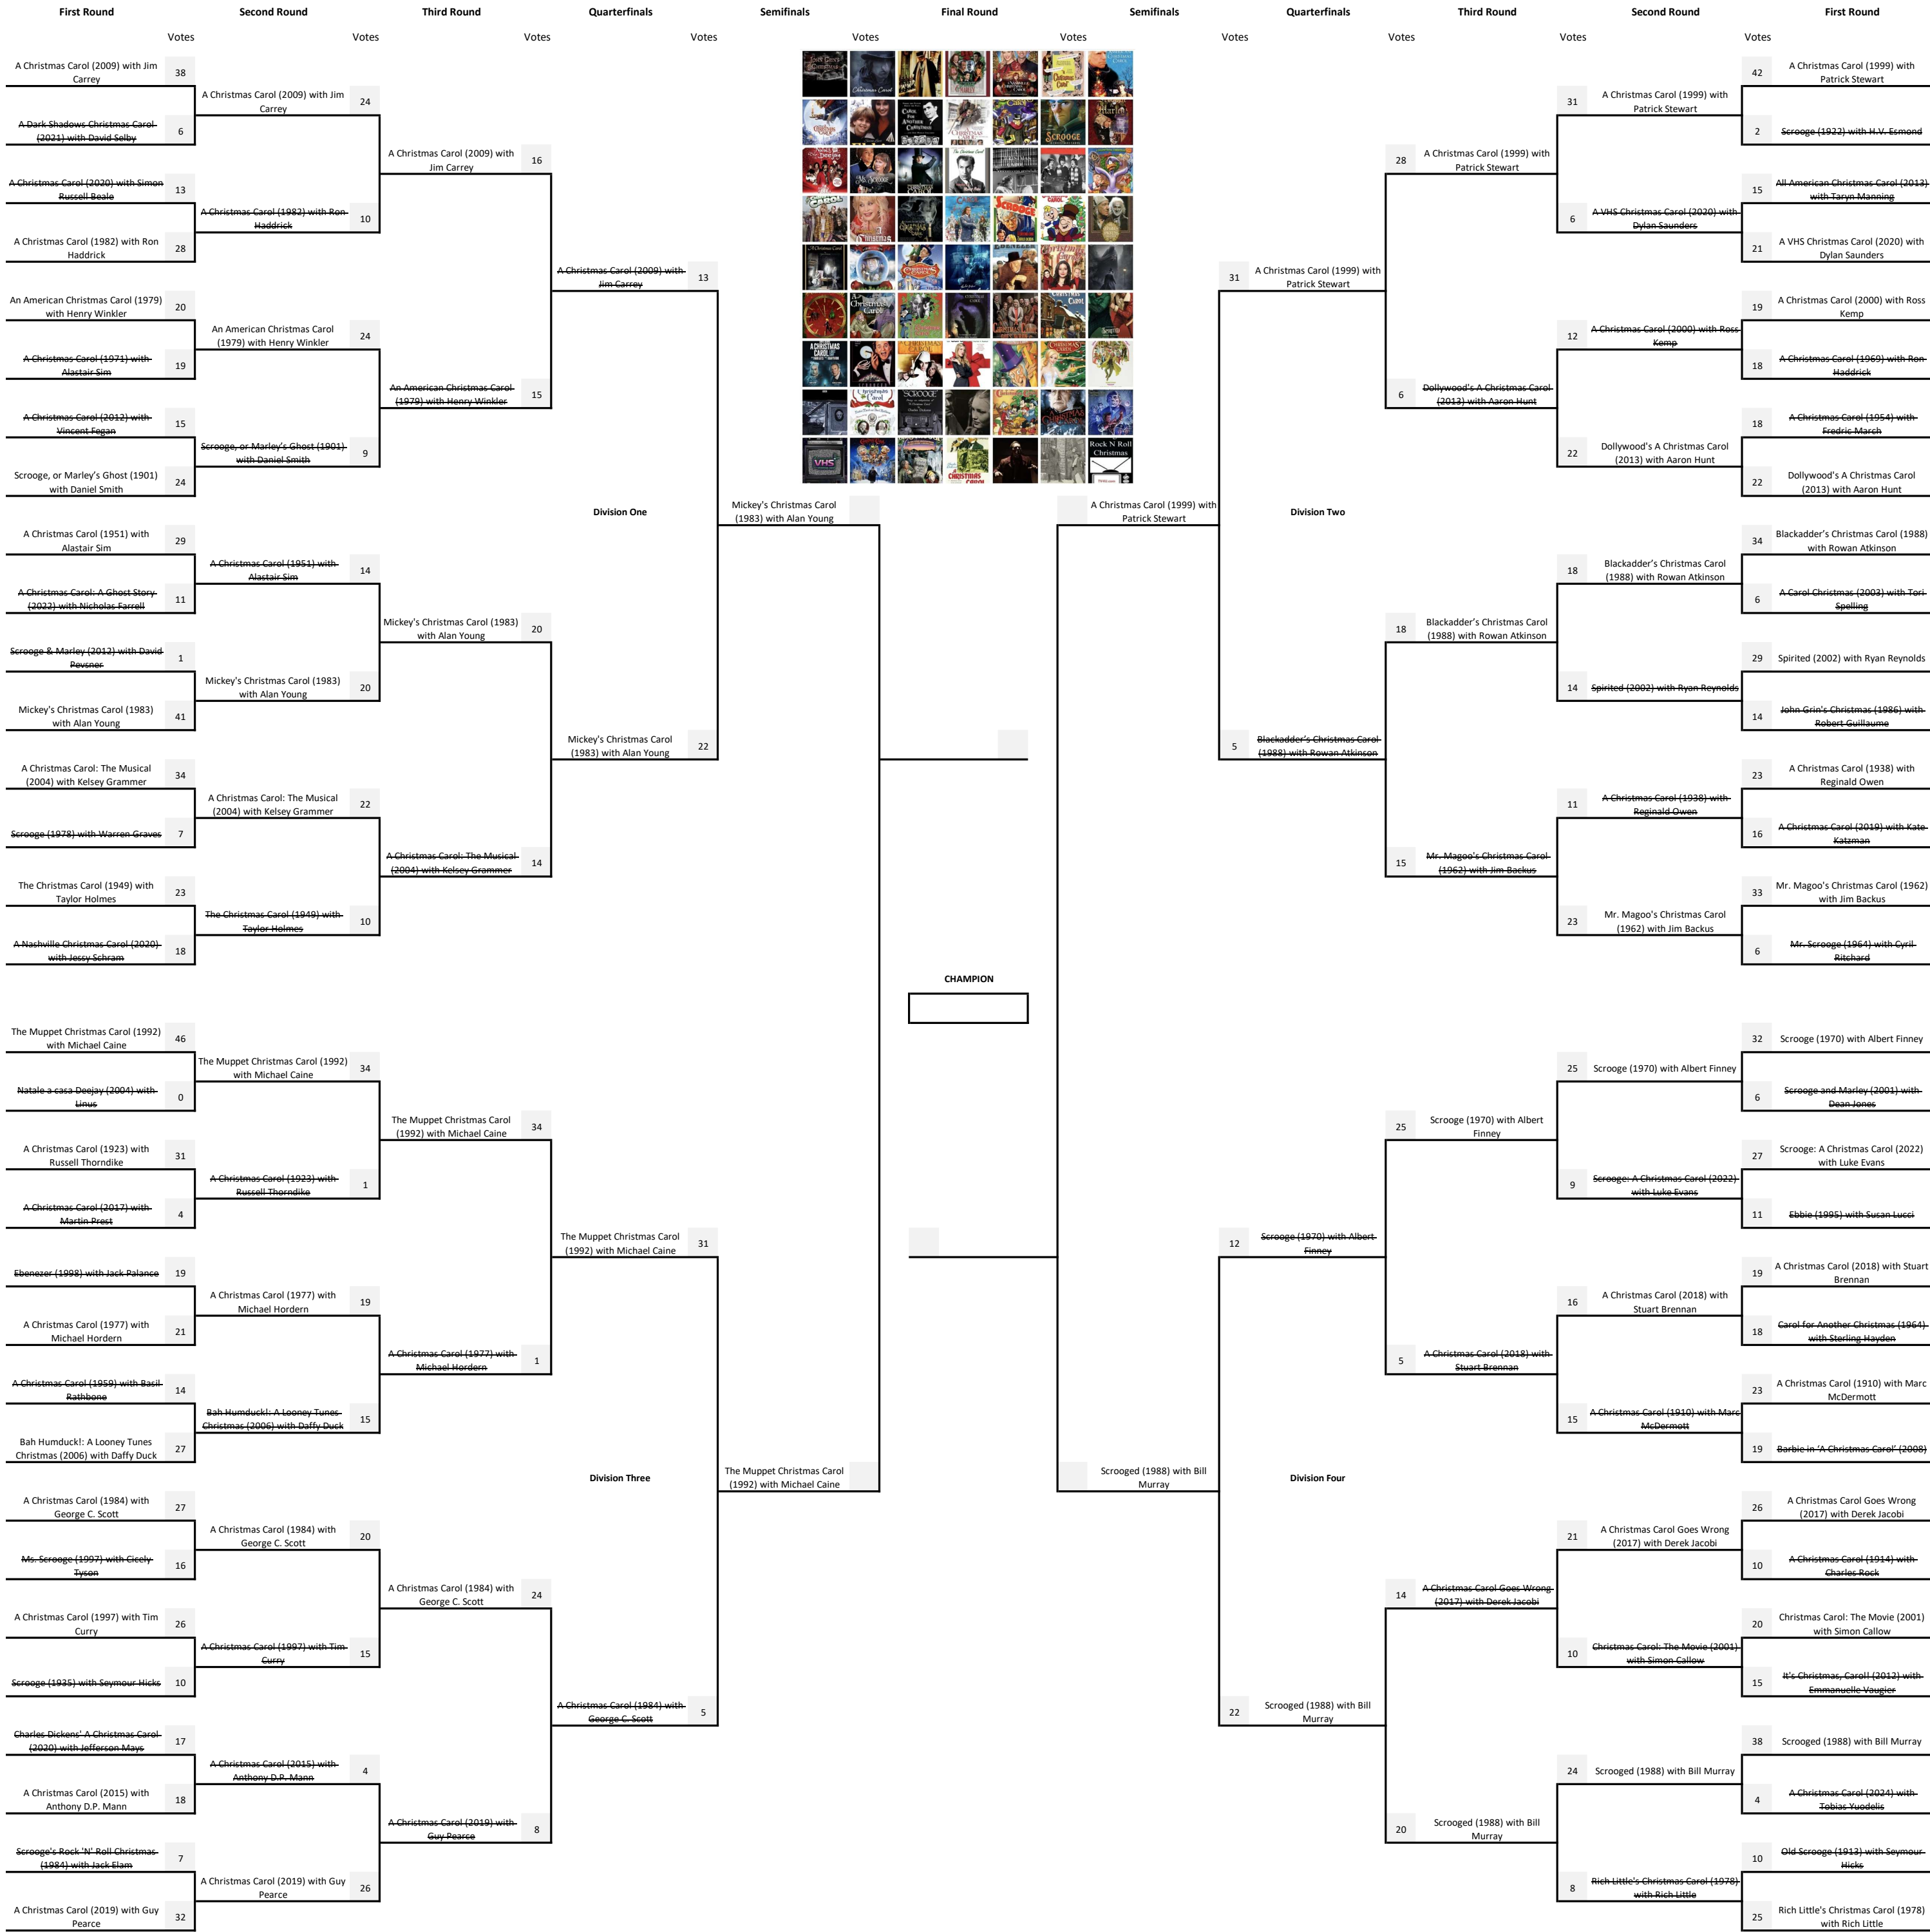 First Round
Second Round
Third Round
Quarterfinals
Semifinals
Final Round
Semifinals
Quarterfinals
Third Round
Second Round
First Round
Votes
Votes
Votes
Votes
Votes
Votes
Votes
Votes
Votes
Votes
A Christmas Carol (2009) with Jim
Carrey
38
A Dark Shadows Christmas Carol
(2021) with David Selby
6
A Christmas Carol (2020) with Simon
Russell Beale
13
A Christmas Carol (1982) with Ron
Haddrick
28
An American Christmas Carol (1979)
with Henry Winkler
20
A Christmas Carol (1971) with
Alastair Sim
19
A Christmas Carol (2012) with
Vincent Fegan
15
Scrooge, or Marley's Ghost (1901)
with Daniel Smith
24
A Christmas Carol (1951) with
Alastair Sim
29
A Christmas Carol: A Ghost Story
(2022) with Nicholas Farrell
11
Scrooge & Marley (2012) with David
Pevsner
1
Mickey's Christmas Carol (1983)
with Alan Young
41
A Christmas Carol: The Musical
(2004) with Kelsey Grammer
34
Scrooge (1978) with Warren Graves
7
The Christmas Carol (1949) with
Taylor Holmes
23
A Nashville Christmas Carol (2020)
with Jessy Schram
18
The Muppet Christmas Carol (1992)
with Michael Caine
46
Natale a casa Deejay (2004) with
Linus
0
A Christmas Carol (1923) with
Russell Thorndike
31
A Christmas Carol (2017) with
Martin Prest
4
Ebenezer (1998) with Jack Palance
19
A Christmas Carol (1977) with
Michael Hordern
21
A Christmas Carol (1959) with Basil
Rathbone
14
Bah Humduck!: A Looney Tunes
Christmas (2006) with Daffy Duck
27
A Christmas Carol (1984) with
George C. Scott
27
Ms. Scrooge (1997) with Cicely
Tyson
16
A Christmas Carol (1997) with Tim
Curry
26
Scrooge (1935) with Seymour Hicks
10
Charles Dickens' A Christmas Carol
(2020) with Jefferson Mays
17
A Christmas Carol (2015) with
Anthony D.P. Mann
18
Scrooge's Rock 'N' Roll Christmas
(1984) with Jack Elam
7
A Christmas Carol (2019) with Guy
Pearce
32
A Christmas Carol (2009) with Jim
Carrey
24
A Christmas Carol (1982) with Ron
Haddrick
10
An American Christmas Carol
(1979) with Henry Winkler
24
Scrooge, or Marley's Ghost (1901)
with Daniel Smith
9
A Christmas Carol (1951) with
Alastair Sim
14
Mickey's Christmas Carol (1983)
with Alan Young
20
A Christmas Carol: The Musical
(2004) with Kelsey Grammer
22
The Christmas Carol (1949) with
Taylor Holmes
10
The Muppet Christmas Carol (1992)
with Michael Caine
34
A Christmas Carol (1923) with
Russell Thorndike
1
A Christmas Carol (1977) with
Michael Hordern
19
Bah Humduck!: A Looney Tunes
Christmas (2006) with Daffy Duck
15
A Christmas Carol (1984) with
George C. Scott
20
A Christmas Carol (1997) with Tim
Curry
15
A Christmas Carol (2015) with
Anthony D.P. Mann
4
A Christmas Carol (2019) with Guy
Pearce
26
A Christmas Carol (2009) with
Jim Carrey
16
An American Christmas Carol
(1979) with Henry Winkler
15
Mickey's Christmas Carol (1983)
with Alan Young
20
A Christmas Carol: The Musical
(2004) with Kelsey Grammer
14
The Muppet Christmas Carol
(1992) with Michael Caine
34
A Christmas Carol (1977) with
Michael Hordern
1
A Christmas Carol (1984) with
George C. Scott
24
A Christmas Carol (2019) with
Guy Pearce
8
A Christmas Carol (2009) with
Jim Carrey
13
Division One
Mickey's Christmas Carol
(1983) with Alan Young
22
The Muppet Christmas Carol
(1992) with Michael Caine
31
Division Three
A Christmas Carol (1984) with
George C. Scott
5
Mickey's Christmas Carol
(1983) with Alan Young
The Muppet Christmas Carol
(1992) with Michael Caine
VHS
SCROOGE
Rock N Roll
Christmas
CHAMPION
A Christmas Carol (1999) with
Patrick Stewart
Scrooged (1988) with Bill
Murray
31
A Christmas Carol (1999) with
Patrick Stewart
Division Two
5
Blackadder's Christmas Carol
(1988) with Rowan Atkinson
12
Scrooge (1970) with Albert
Finney
Division Four
22
Scrooged (1988) with Bill
Murray
28
A Christmas Carol (1999) with
Patrick Stewart
6
Dollywood's A Christmas Carol
(2013) with Aaron Hunt
18
Blackadder's Christmas Carol
(1988) with Rowan Atkinson
15
Mr. Magoo's Christmas Carol
(1962) with Jim Backus
25
Scrooge (1970) with Albert
Finney
5
A Christmas Carol (2018) with
Stuart Brennan
14
A Christmas Carol Goes Wrong
(2017) with Derek Jacobi
20
Scrooged (1988) with Bill
Murray
31
A Christmas Carol (1999) with
Patrick Stewart
6
A VHS Christmas Carol (2020) with
Dylan Saunders
12
A Christmas Carol (2000) with Ross
Kemp
22
Dollywood's A Christmas Carol
(2013) with Aaron Hunt
18
Blackadder's Christmas Carol
(1988) with Rowan Atkinson
14
Spirited (2002) with Ryan Reynolds
11
A Christmas Carol (1938) with
Reginald Owen
23
Mr. Magoo's Christmas Carol
(1962) with Jim Backus
25
Scrooge (1970) with Albert Finney
9
Scrooge: A Christmas Carol (2022)
with Luke Evans
16
A Christmas Carol (2018) with
Stuart Brennan
15
A Christmas Carol (1910) with Marc
McDermott
21
A Christmas Carol Goes Wrong
(2017) with Derek Jacobi
10
Christmas Carol: The Movie (2001)
with Simon Callow
24
Scrooged (1988) with Bill Murray
8
Rich Little's Christmas Carol (1978)
with Rich Little
42
A Christmas Carol (1999) with
Patrick Stewart
2
Scrooge (1922) with H.V. Esmond
15
All American Christmas Carol (2013)
with Taryn Manning
21
A VHS Christmas Carol (2020) with
Dylan Saunders
19
A Christmas Carol (2000) with Ross
Kemp
18
A Christmas Carol (1969) with Ron
Haddrick
18
A Christmas Carol (1954) with
Fredric March
22
Dollywood's A Christmas Carol
(2013) with Aaron Hunt
34
Blackadder's Christmas Carol (1988)
with Rowan Atkinson
6
A Carol Christmas (2003) with Tori
Spelling
29
Spirited (2002) with Ryan Reynolds
14
John Grin's Christmas (1986) with
Robert Guillaume
23
A Christmas Carol (1938) with
Reginald Owen
16
A Christmas Carol (2019) with Kate
Katzman
33
Mr. Magoo's Christmas Carol (1962)
with Jim Backus
6
Mr. Scrooge (1964) with Cyril
Ritchard
32
Scrooge (1970) with Albert Finney
6
Scrooge and Marley (2001) with
Dean Jones
27
Scrooge: A Christmas Carol (2022)
with Luke Evans
11
Ebbie (1995) with Susan Lucci
19
A Christmas Carol (2018) with Stuart
Brennan
18
Carol for Another Christmas (1964)
with Sterling Hayden
23
A Christmas Carol (1910) with Marc
McDermott
19
Barbie in 'A Christmas Carol' (2008)
26
A Christmas Carol Goes Wrong
(2017) with Derek Jacobi
10
A Christmas Carol (1914) with
Charles Rock
20
Christmas Carol: The Movie (2001)
with Simon Callow
15
It's Christmas, Carol! (2012) with
Emmanuelle Vaugier
38
Scrooged (1988) with Bill Murray
4
A Christmas Carol (2024) with
Tobias Yuodelis
10
Old Scrooge (1913) with Seymour
Hicks
25
Rich Little's Christmas Carol (1978)
with Rich Little